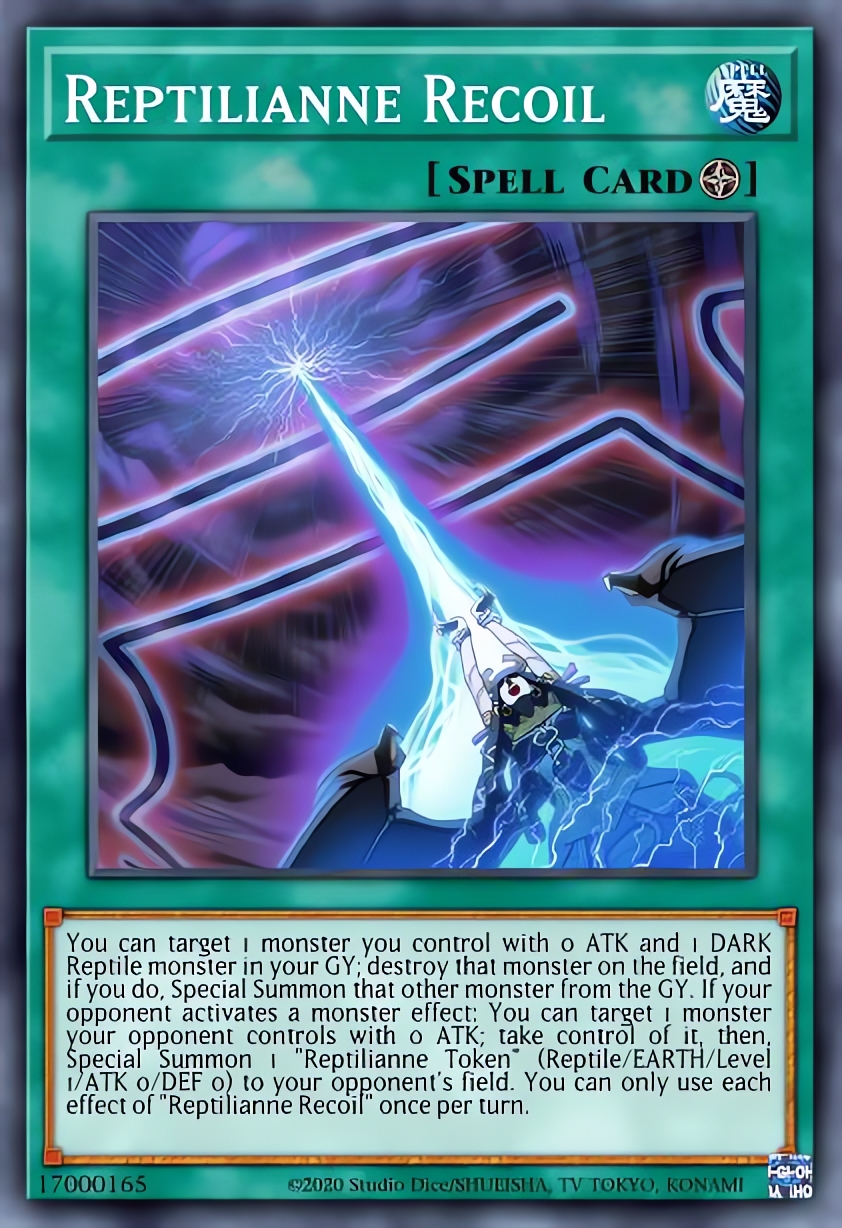 REPTILIANNE RECOIL
魔
[SPELL CARD]
You can target 1 monster you control with 0 ATK and 1 DARK
Reptile monster in your GY; destroy that monster on the field, and
if you do, Special Summon that other monster from the GY. If your
opponent activates a monster effect: You can target 1 monster
your opponent controls with 0 ATK; take control of it, then,
Special Summon 1 "Reptilianne Token" (Reptile/EARTH/Level
1/ATK 0/DEF 0) to your opponent's field. You can only use each
effect of "Reptilianne Recoil" once per turn.
17000165
©2020 Studio Dice/SHUEISHA, TV TOKYO, KONAMI